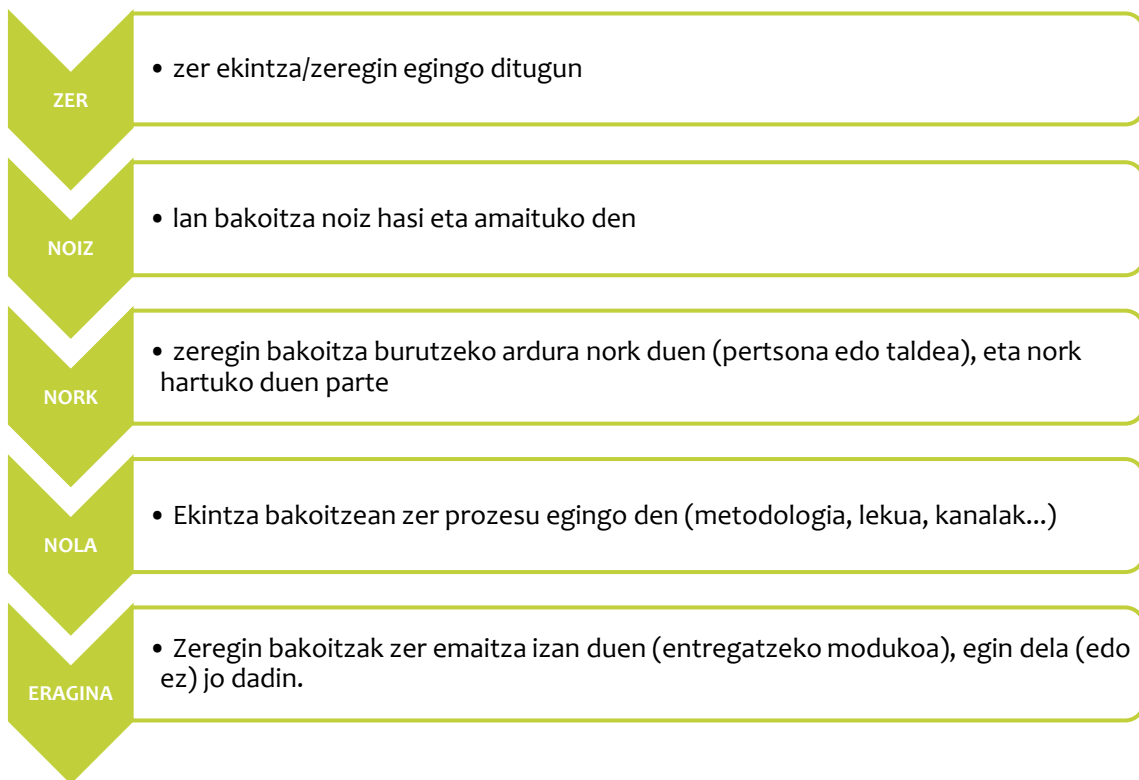 ZER
• zer ekintza/zeregin egingo ditugun
NOIZ
• lan bakoitza noiz hasi eta amaituko den
NORK
• zeregin bakoitza burutzeko ardura nork duen (pertsona edo taldea), eta nork
hartuko duen parte
NOLA
• Ekintza bakoitzean zer prozesu egingo den (metodologia, lekua, kanalak...)
ERAGINA
• Zeregin bakoitzak zer emaitza izan duen (entregatzeko modukoa), egin dela (edo
ez) jo dadin.